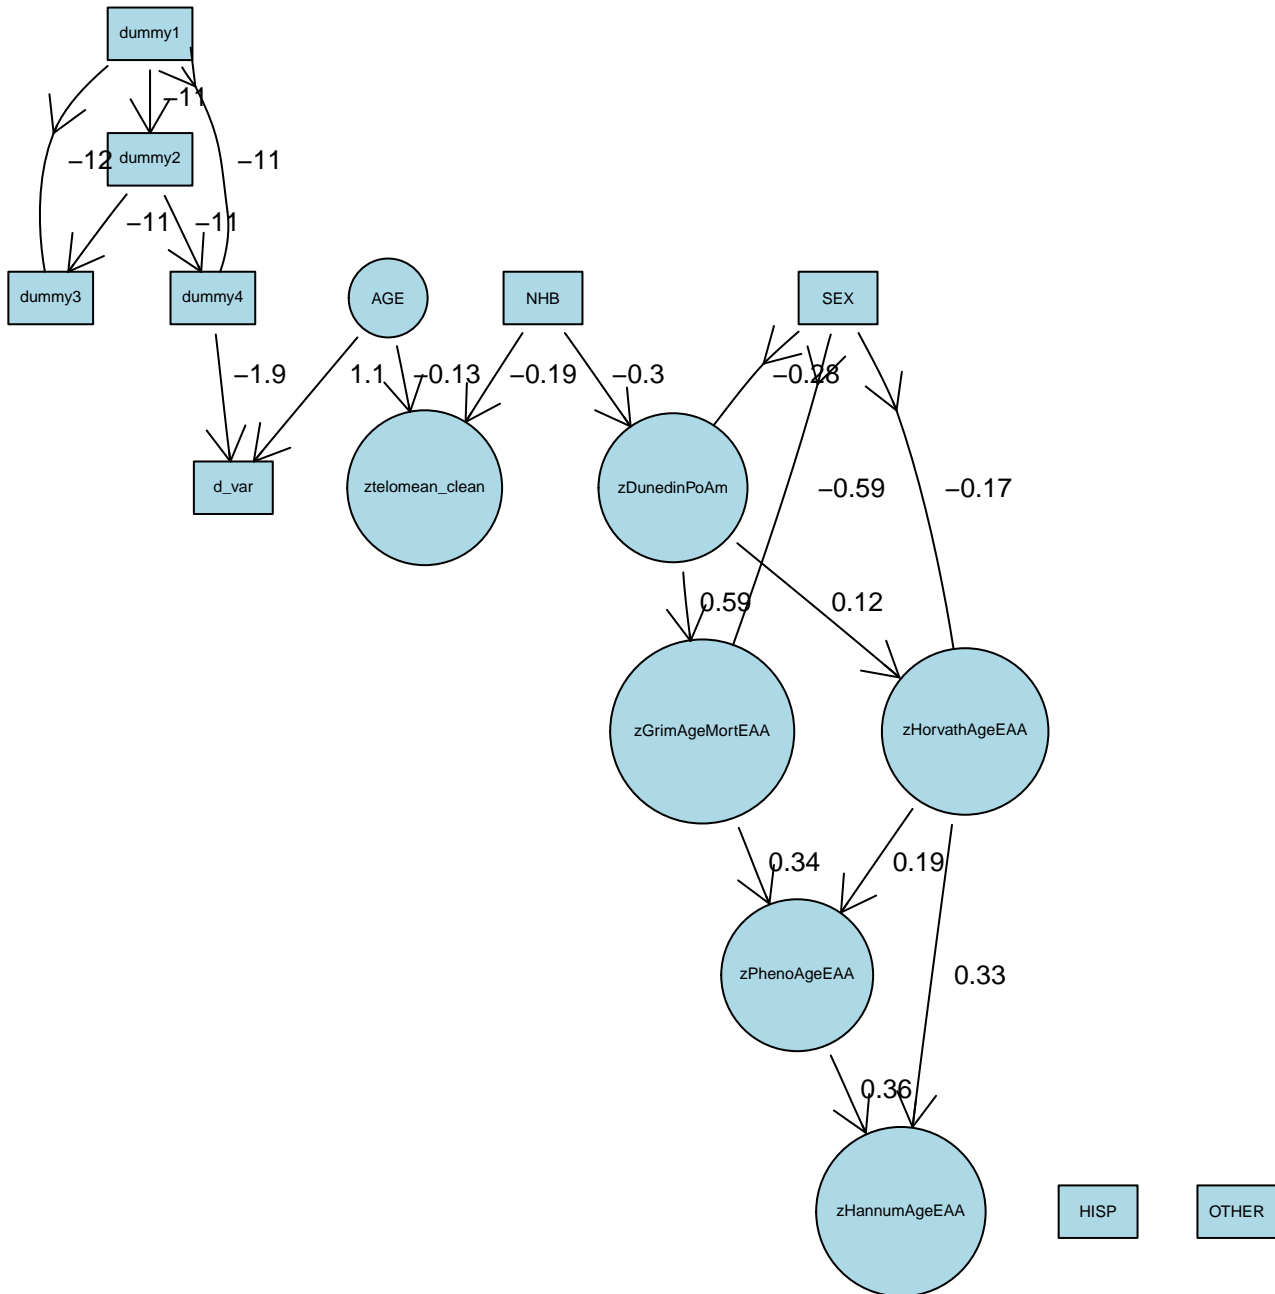 dummy1
−11
dummy2
−12
−11
−11
−11
dummy3
dummy4
AGE
NHB
SEX
−1.9
1.1
−0.13
−0.19
−0.3
−0.28
d_var
ztelomean_clean
zDunedinPoAm
−0.59
−0.17
0.59
0.12
zGrimAgeMortEAA
zHorvathAgeEAA
0.34
0.19
zPhenoAgeEAA
0.33
0.36
zHannumAgeEAA
HISP
OTHER